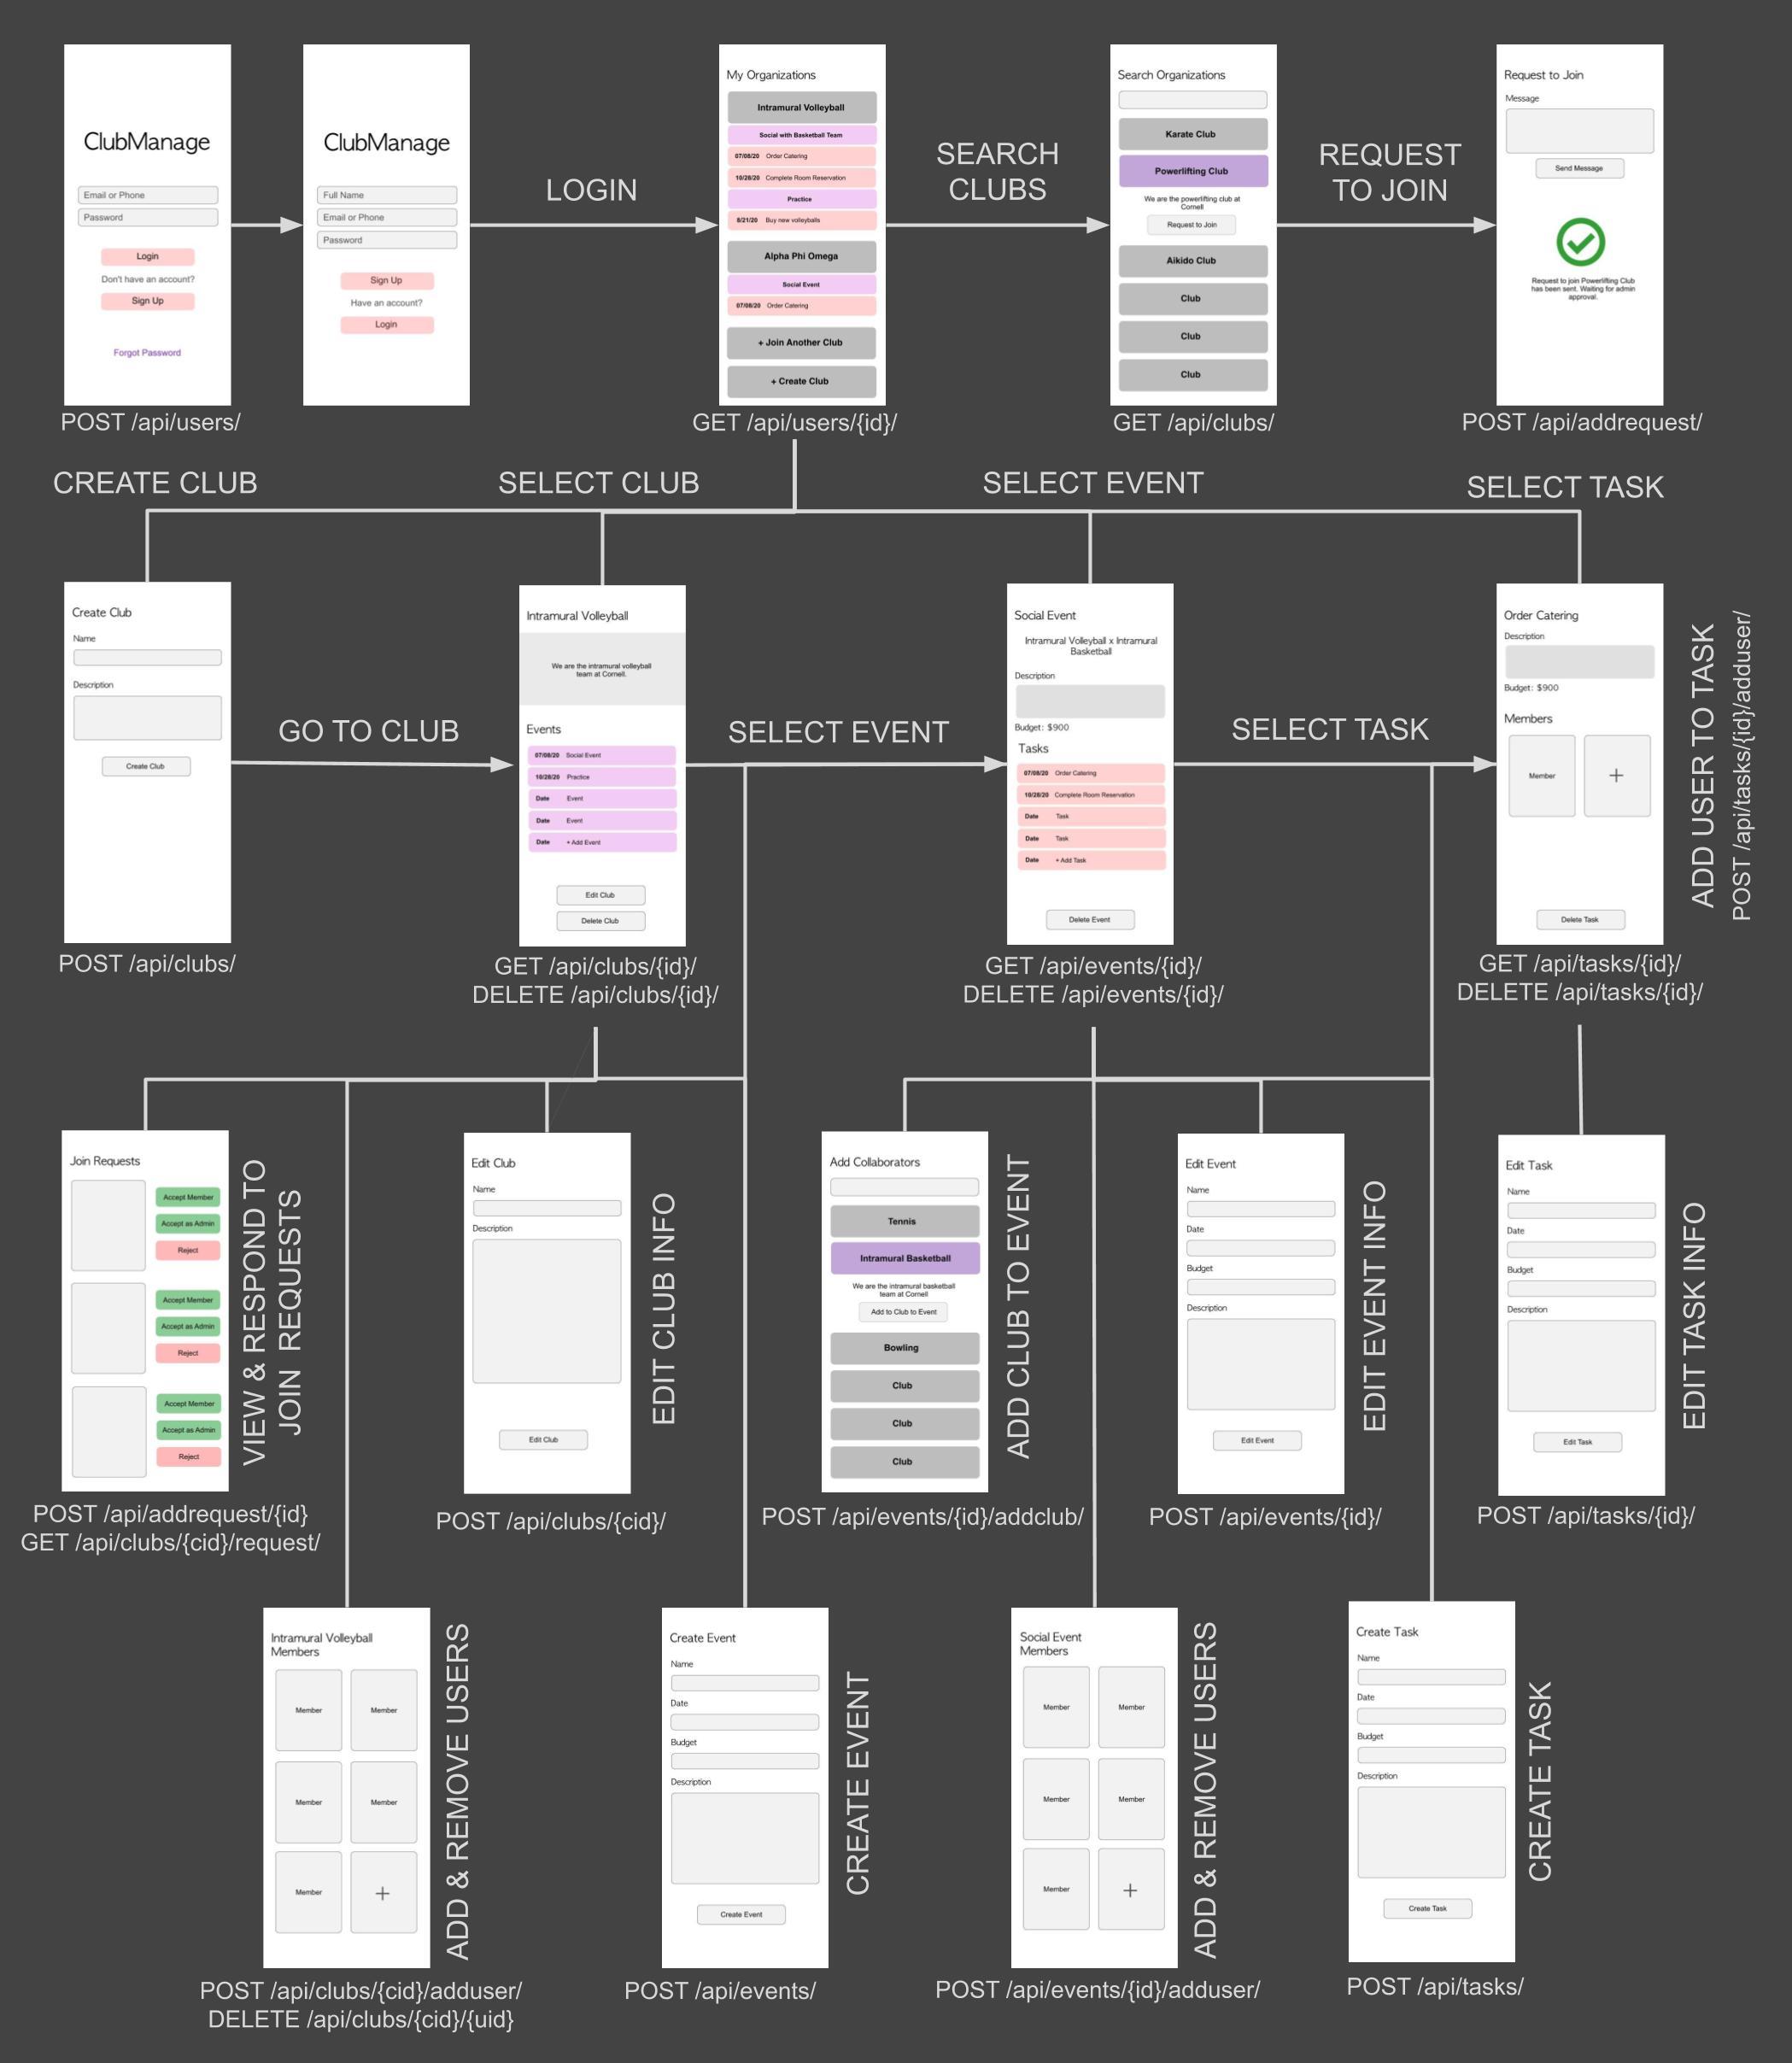 ClubManage
Email or Phone
Password
Login
Don't have an account?
Sign Up
Forgot Password
POST /api/users/
ClubManage
Full Name
Email or Phone
Password
Sign Up
Have an account?
Login
LOGIN
My Organizations
Intramural Volleyball
Social with Basketball Team
07/08/20 Order Catering
10/28/20 Complete Room Reservation
Practice
8/21/20 Buy new volleyballs
Alpha Phi Omega
Social Event
07/08/20 Order Catering
+ Join Another Club
+ Create Club
GET /api/users/{id}/
SEARCH
CLUBS
Search Organizations
Karate Club
Powerlifting Club
We are the powerlifting club at
Cornell
Request to Join
Aikido Club
Club
Club
Club
GET /api/clubs/
REQUEST
TO JOIN
Request to Join
Message
Send Message
Request to join Powerlifting Club
has been sent. Waiting for admin
approval.
POST /api/addrequest/
CREATE CLUB
SELECT CLUB
SELECT EVENT
SELECT TASK
Create Club
Name
Description
Create Club
POST /api/clubs/
GO TO CLUB
Intramural Volleyball
We are the intramural volleyball
team at Cornell.
Events
07/08/20 Social Event
10/28/20 Practice
Date Event
Date Event
Date + Add Event
Edit Club
Delete Club
GET /api/clubs/{id}/
DELETE /api/clubs/{id}/
SELECT EVENT
Social Event
Intramural Volleyball x Intramural
Basketball
Description
Budget: $900
Tasks
07/08/20 Order Catering
10/28/20 Complete Room Reservation
Date Task
Date Task
Date + Add Task
Delete Event
GET /api/events/{id}/
DELETE /api/events/{id}/
SELECT TASK
Order Catering
Description
Budget: $900
Members
Member
+
Delete Task
GET /api/tasks/{id}/
DELETE /api/tasks/{id}/
ADD USER TO TASK
POST /api/tasks/{id}/adduser/
Join Requests
Accept Member
Accept as Admin
Reject
Accept Member
Accept as Admin
Reject
Accept Member
Accept as Admin
Reject
VIEW & RESPOND TO
JOIN REQUESTS
POST /api/addrequest/{id}
GET /api/clubs/{cid}/request/
Edit Club
Name
Description
Edit Club
EDIT CLUB INFO
POST /api/clubs/{cid}/
Add Collaborators
Tennis
Intramural Basketball
We are the intramural basketball
team at Cornell
Add to Club to Event
Bowling
Club
Club
Club
ADD CLUB TO EVENT
POST /api/events/{id}/addclub/
Edit Event
Name
Date
Budget
Description
Edit Event
EDIT EVENT INFO
POST /api/events/{id}/
Edit Task
Name
Date
Budget
Description
Edit Task
EDIT TASK INFO
POST /api/tasks/{id}/
Intramural Volleyball
Members
Member Member
Member Member
Member +
ADD & REMOVE USERS
POST /api/clubs/{cid}/adduser/
DELETE /api/clubs/{cid}/{uid}
Create Event
Name
Date
Budget
Description
Create Event
CREATE EVENT
POST /api/events/
Social Event
Members
Member Member
Member Member
Member +
ADD & REMOVE USERS
POST /api/events/{id}/adduser/
Create Task
Name
Date
Budget
Description
Create Task
CREATE TASK
POST /api/tasks/